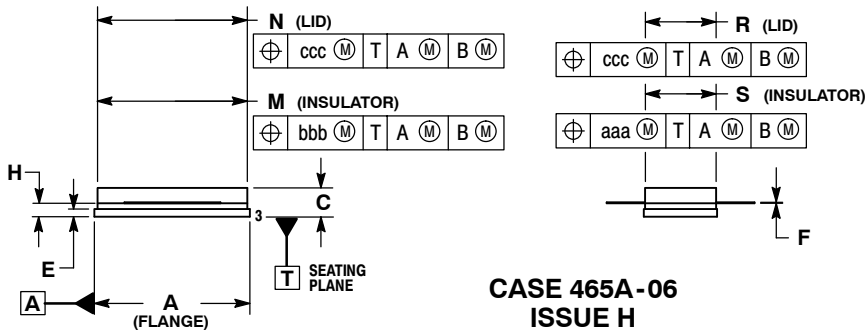 N (LID)
⌖ ccc Ⓜ T A Ⓜ B Ⓜ
M (INSULATOR)
⌖ bbb Ⓜ T A Ⓜ B Ⓜ
R (LID)
⌖ ccc Ⓜ T A Ⓜ B Ⓜ
S (INSULATOR)
⌖ aaa Ⓜ T A Ⓜ B Ⓜ
H
C
3
E
F
T SEATING
PLANE
A
A
(FLANGE)
CASE 465A-06
ISSUE H